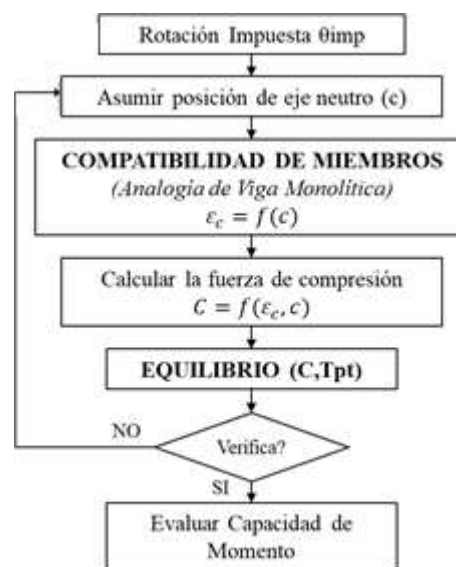 Rotación Impuesta θimp
Asumir posición de eje neutro (c)
COMPATIBILIDAD DE MIEMBROS
(Analogía de Viga Monolítica)
𝜀𝑐 = 𝑓(𝑐)
Calcular la fuerza de compresión
𝐶 = 𝑓(𝜀𝑐, 𝑐)
EQUILIBRIO (C,Tpt)
NO
Verifica?
SI
Evaluar Capacidad de
Momento